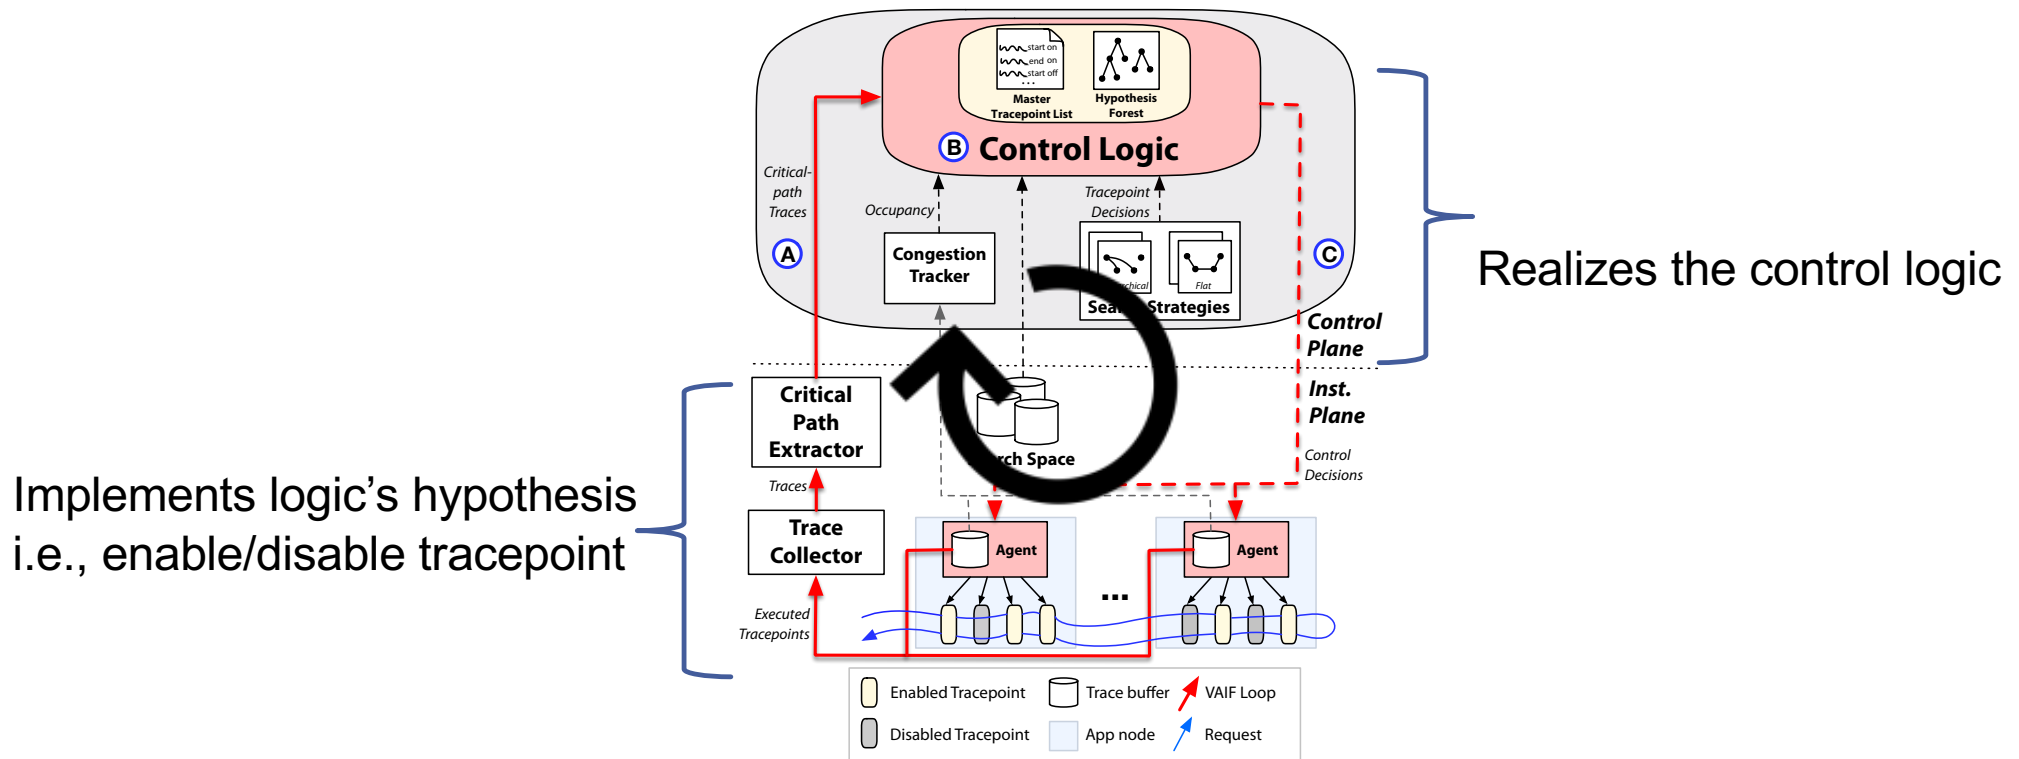 start on
end on
start off
...
Master
Tracepoint List
Hypothesis
Forest
B
Control Logic
Critical-
path
Traces
Occupancy
Tracepoint
Decisions
A
Congestion
Tracker
Flat
Strategies
C
Realizes the control logic
Control
Plane
Inst.
Plane
Critical
Path
Extractor
Space
Control
Decisions
Implements logic’s hypothesis
i.e., enable/disable tracepoint
Traces
Trace
Collector
Agent
...
Agent
Executed
Tracepoints
Enabled Tracepoint
Trace buffer
VAIF Loop
Disabled Tracepoint
App node
Request